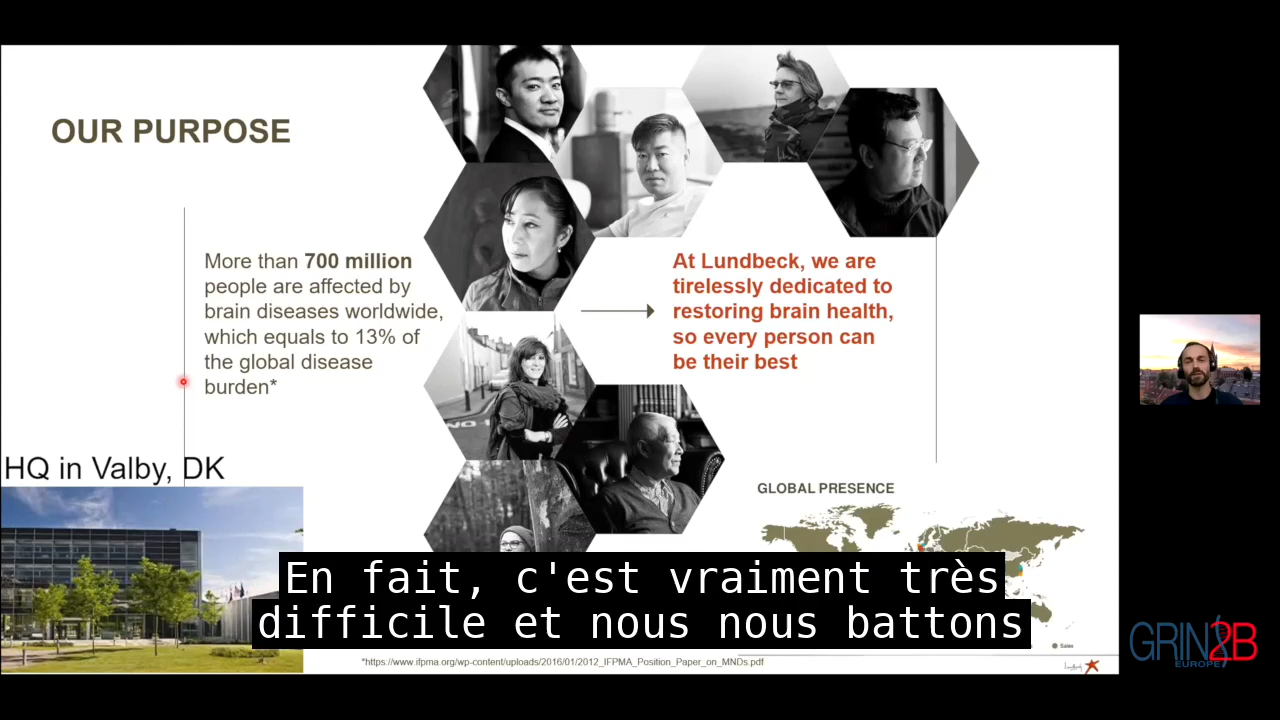 OUR PURPOSE
More than 700 million
people are affected by
brain diseases worldwide,
which equals to 13% of
the global disease
burden*
At Lundbeck, we are
tirelessly dedicated to
restoring brain health,
so every person can
be their best
HQ in Valby, DK
GLOBAL PRESENCE
En fait, c'est vraiment très
difficile et nous nous battons
Sales
*https://www.ifpma.org/wp-content/uploads/2016/01/2012_IFPMA_Position_Paper_on_MNDs.pdf
Lundbeck
GRIN2B
EUROPE